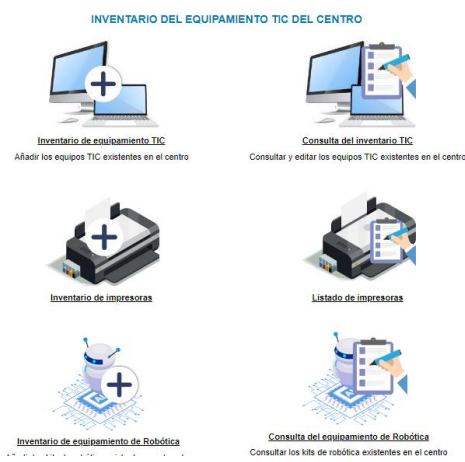 INVENTARIO DEL EQUIPAMIENTO TIC DEL CENTRO
Inventario de equipamiento TIC
Añadir los equipos TIC existentes en el centro
Consulta del inventario TIC
Consultar y editar los equipos TIC existentes en el centro
Inventario de impresoras
Listado de impresoras
Inventario de equipamiento de Robótica
Consulta del equipamiento de Robótica
Consultar los kits de robótica existentes en el centro